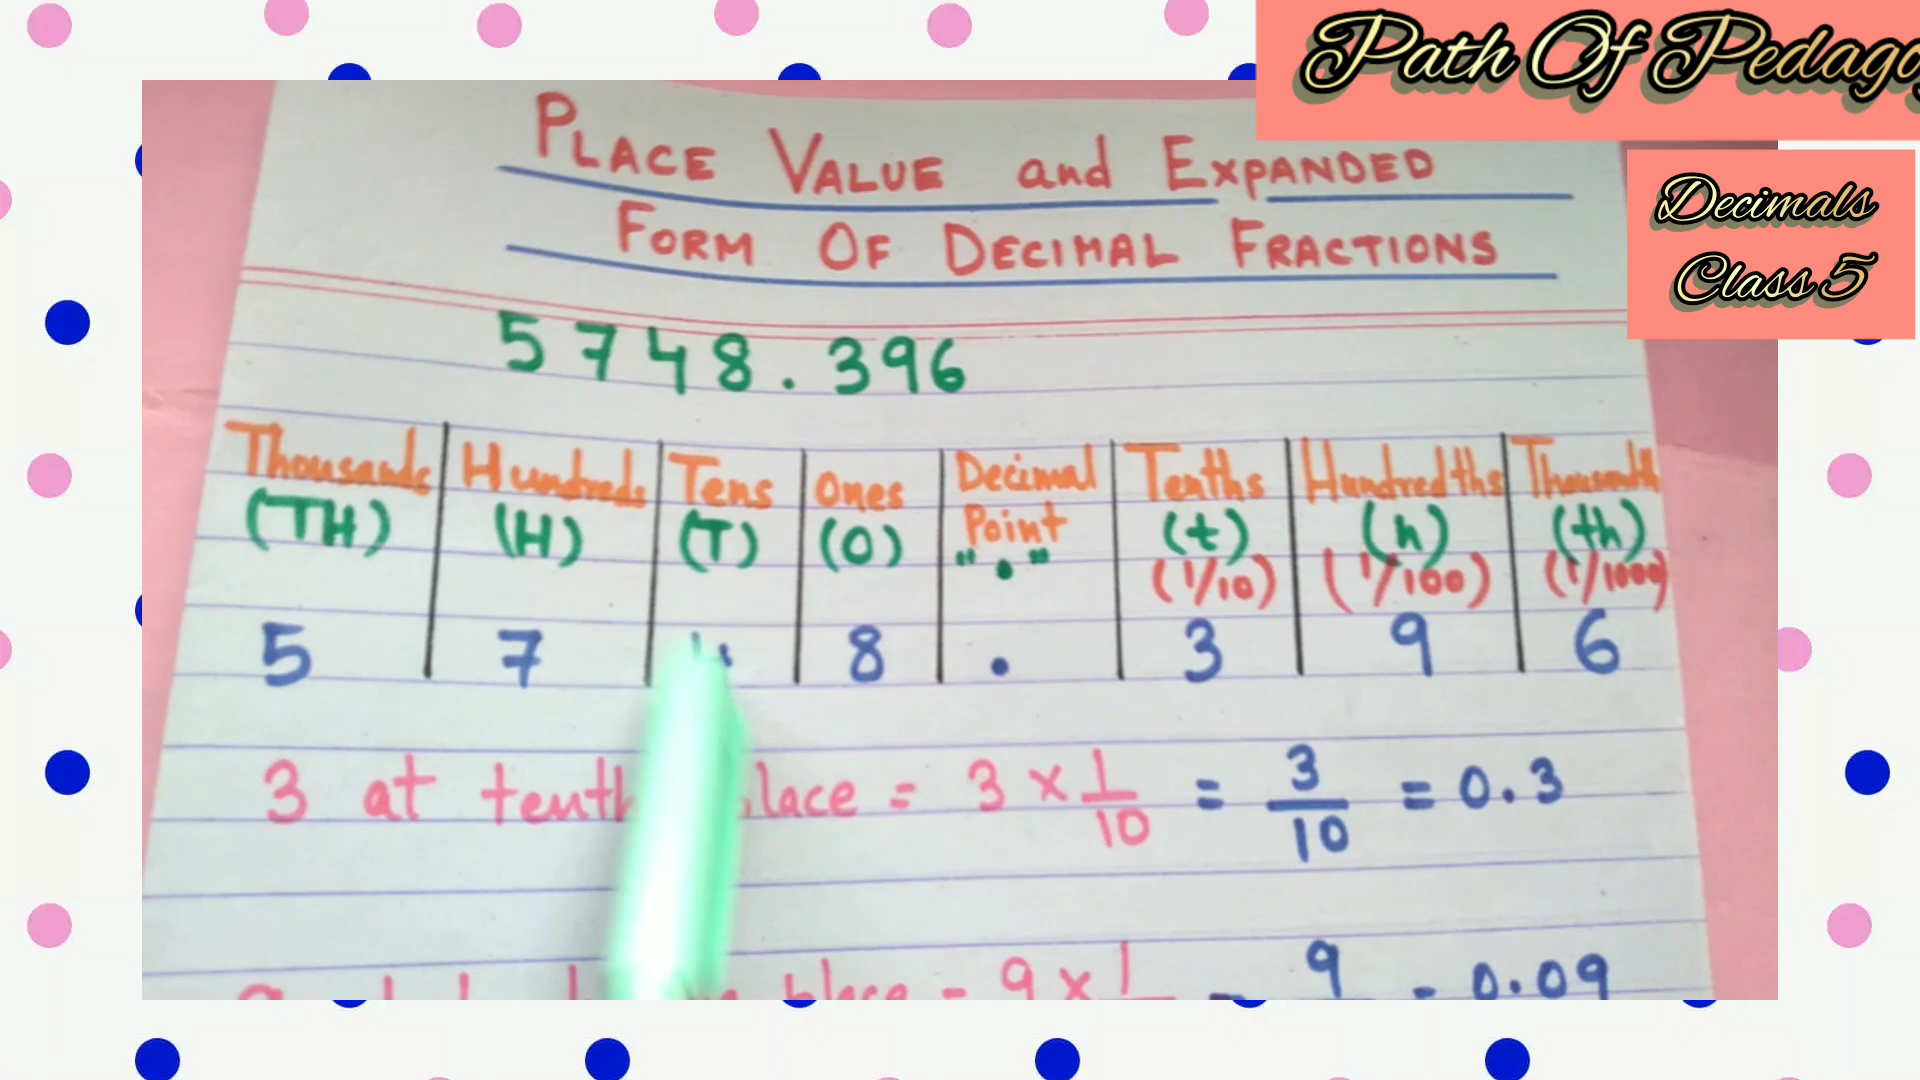 Path Of Pedago
Decimals
Class 5
PLACE VALUE and EXPANDED
FORM OF DECIMAL FRACTIONS
5748.396
Thousands Hundreds Tens Ones Decimal Point Tenths Hundredths Thousandth
(TH) (H) (T) (O) "." (t) (h) (th)
(1/10) (1/100) (1/1000)
5 7 8 . 3 9 6
3 at tenth lace = 3 × 1/10 = 3/10 = 0.3
place = 9 × 1 = 9 = 0.09